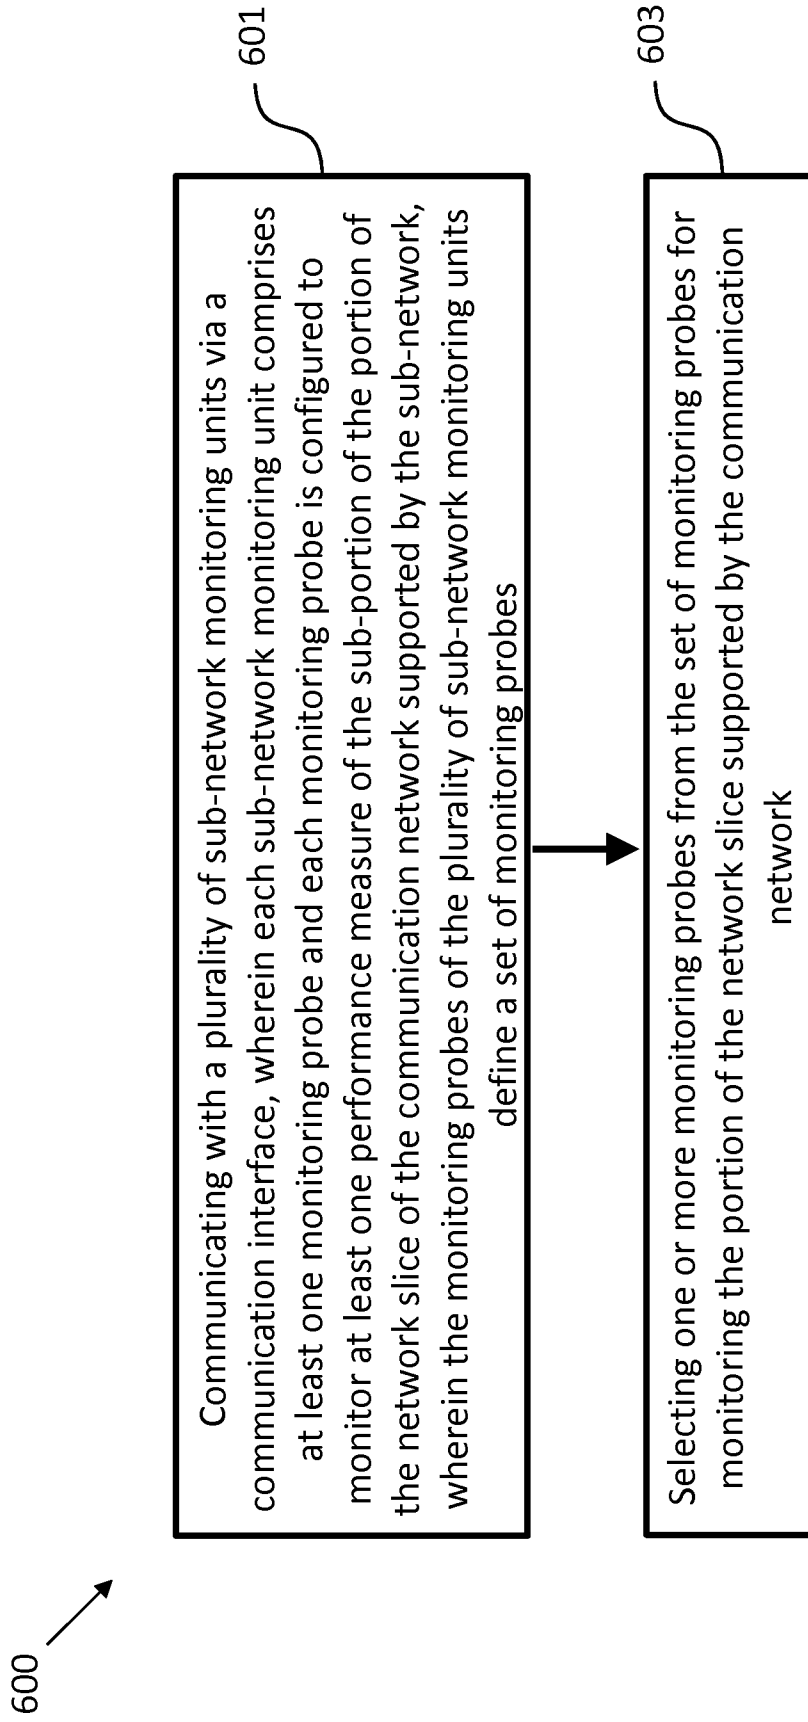 600
601
Communicating with a plurality of sub-network monitoring units via a
communication interface, wherein each sub-network monitoring unit comprises
at least one monitoring probe and each monitoring probe is configured to
monitor at least one performance measure of the sub-portion of the portion of
the network slice of the communication network supported by the sub-network,
wherein the monitoring probes of the plurality of sub-network monitoring units
define a set of monitoring probes
603
Selecting one or more monitoring probes from the set of monitoring probes for
monitoring the portion of the network slice supported by the communication
network